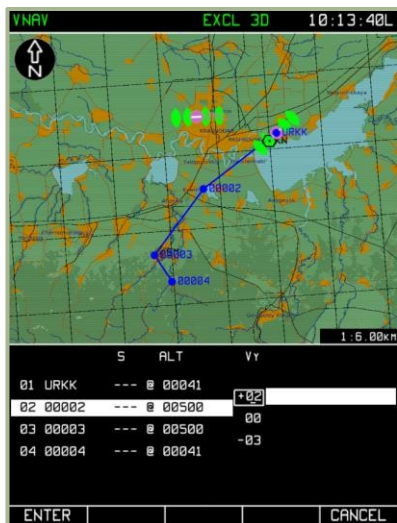 VNAV EXCL 3D 10:13:40L
N
URKK
00002
00003
00004
1:6.00KM
S ALT VY
01 URKK --- @ 00041
+02
02 00002 --- @ 00500
00
03 00003 --- @ 00500
-03
04 00004 --- @ 00041
ENTER CANCEL